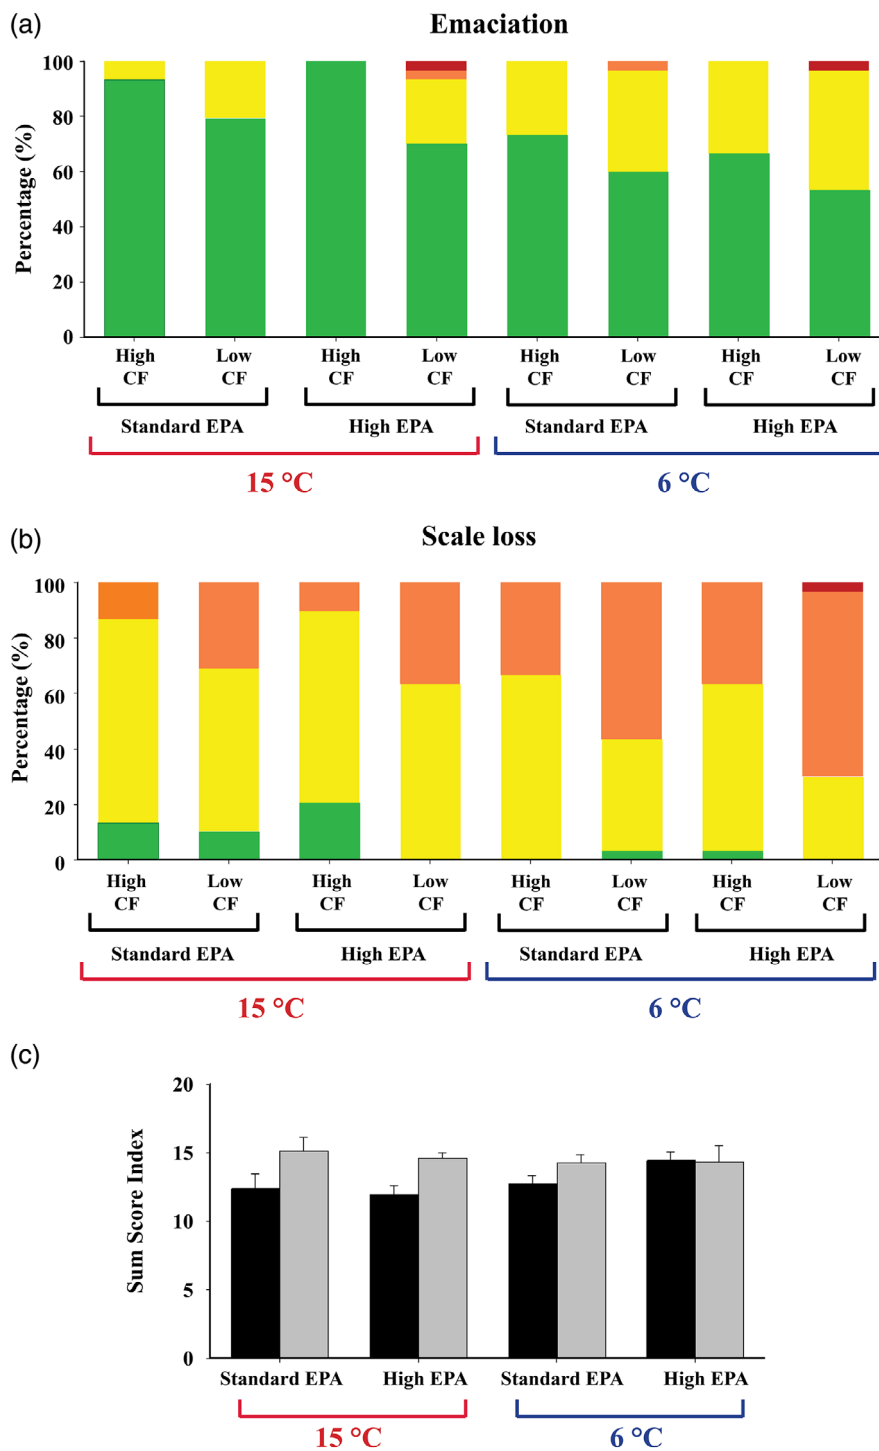 (a)
Emaciation
Percentage (%)
100
80
60
40
20
0
High Low High Low High Low High Low
CF CF CF CF CF CF CF CF
Standard EPA High EPA Standard EPA High EPA
15 °C 6 °C
(b)
Scale loss
Percentage (%)
100
80
60
40
20
0
High Low High Low High Low High Low
CF CF CF CF CF CF CF CF
Standard EPA High EPA Standard EPA High EPA
15 °C 6 °C
(c)
Sum Score Index
20
15
10
5
0
Standard EPA High EPA Standard EPA High EPA
15 °C 6 °C